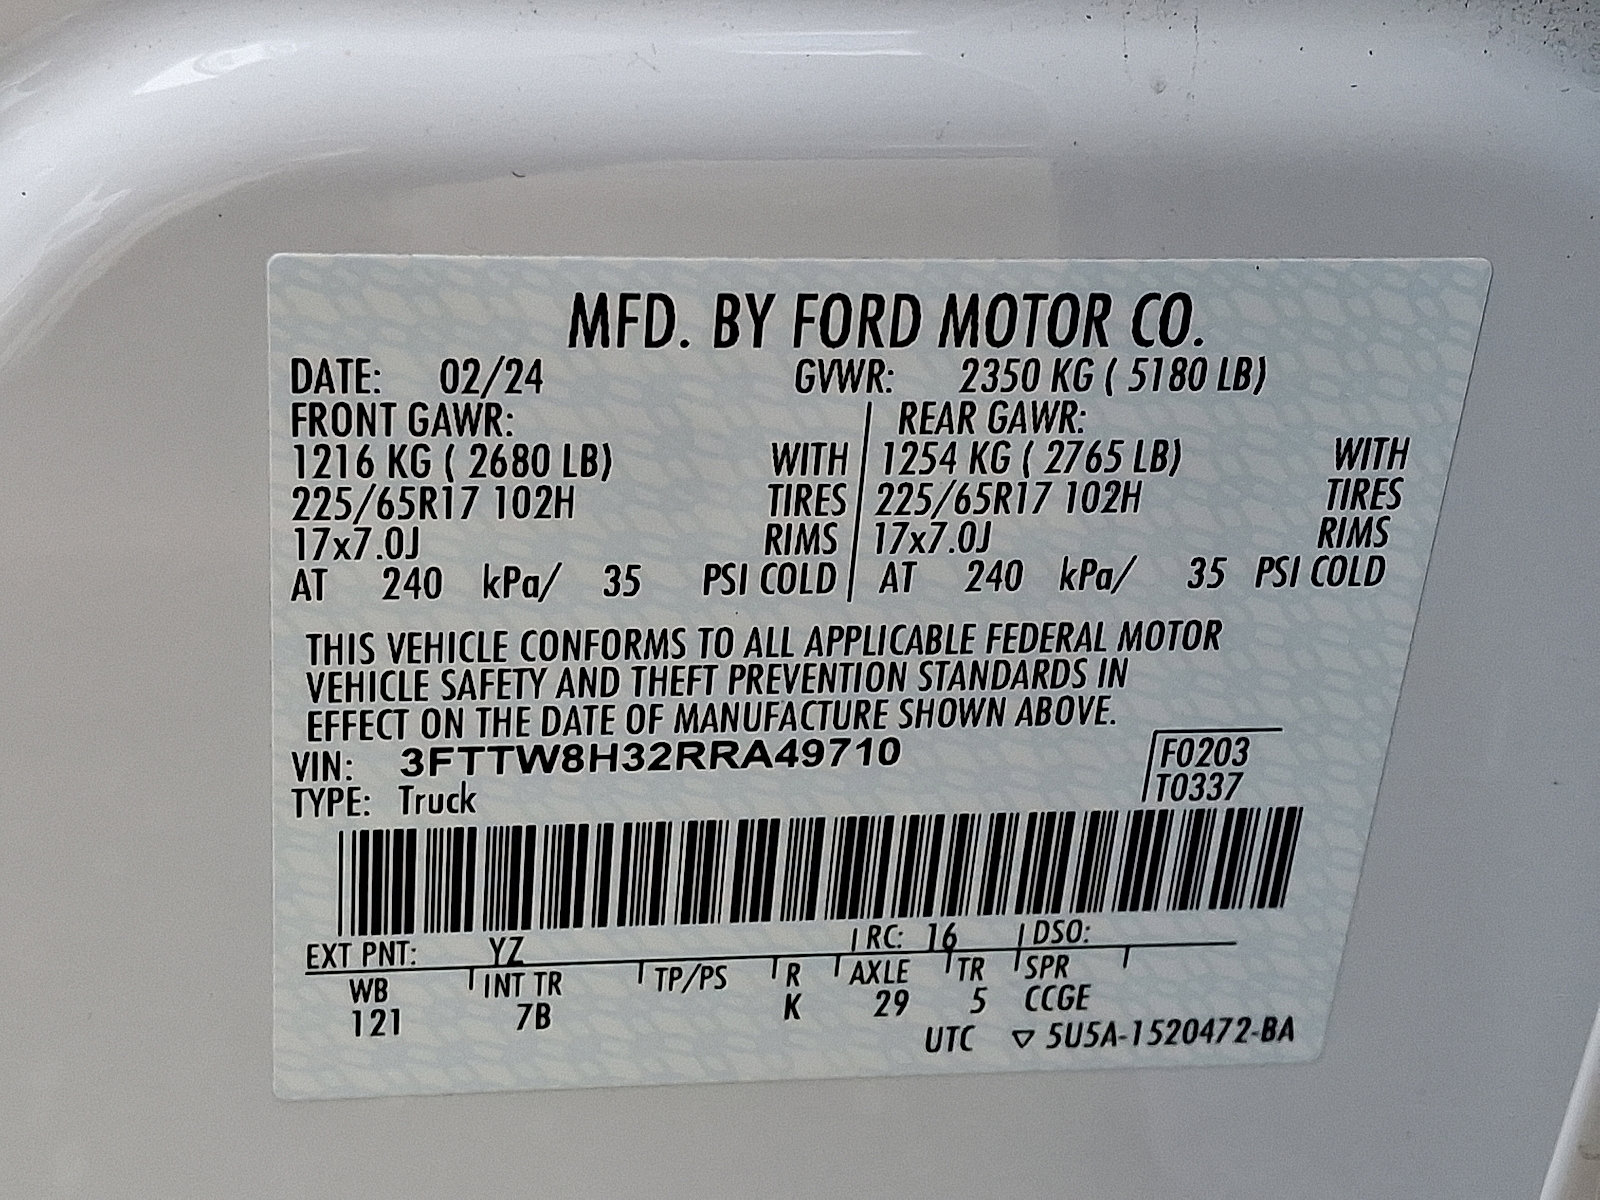 MFD. BY FORD MOTOR CO.
DATE: 02/24 GVWR: 2350 KG ( 5180 LB)
FRONT GAWR: REAR GAWR:
1216 KG ( 2680 LB) WITH 1254 KG ( 2765 LB) WITH
225/65R17 102H TIRES 225/65R17 102H TIRES
17x7.0J RIMS 17x7.0J RIMS
AT 240 kPa/ 35 PSI COLD AT 240 kPa/ 35 PSI COLD
THIS VEHICLE CONFORMS TO ALL APPLICABLE FEDERAL MOTOR
VEHICLE SAFETY AND THEFT PREVENTION STANDARDS IN
EFFECT ON THE DATE OF MANUFACTURE SHOWN ABOVE.
VIN: 3FTTW8H32RRA49710 F0203
TYPE: Truck T0337
EXT PNT: YZ RC: 16 DSO:
WB INT TR TP/PS R AXLE TR SPR
121 7B K 29 5 CCGE
UTC ▽ 5U5A-1520472-BA